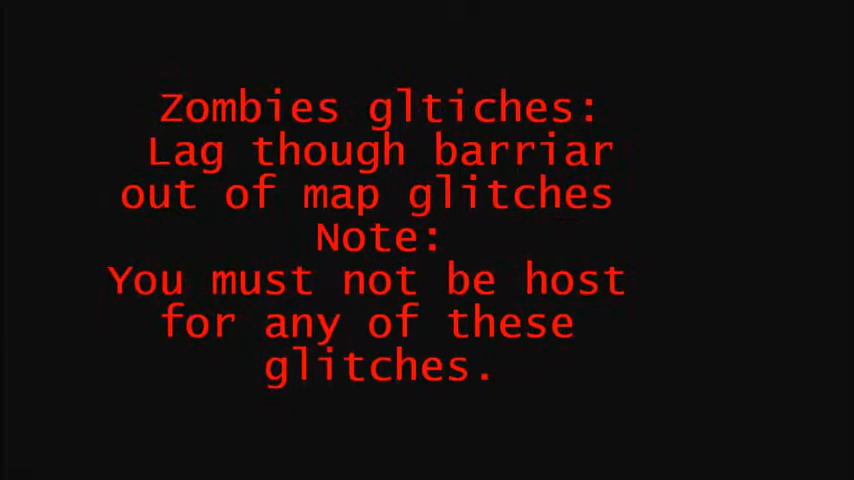 Zombies gltiches:
Lag though barriar
out of map glitches
Note:
You must not be host
for any of these
glitches.